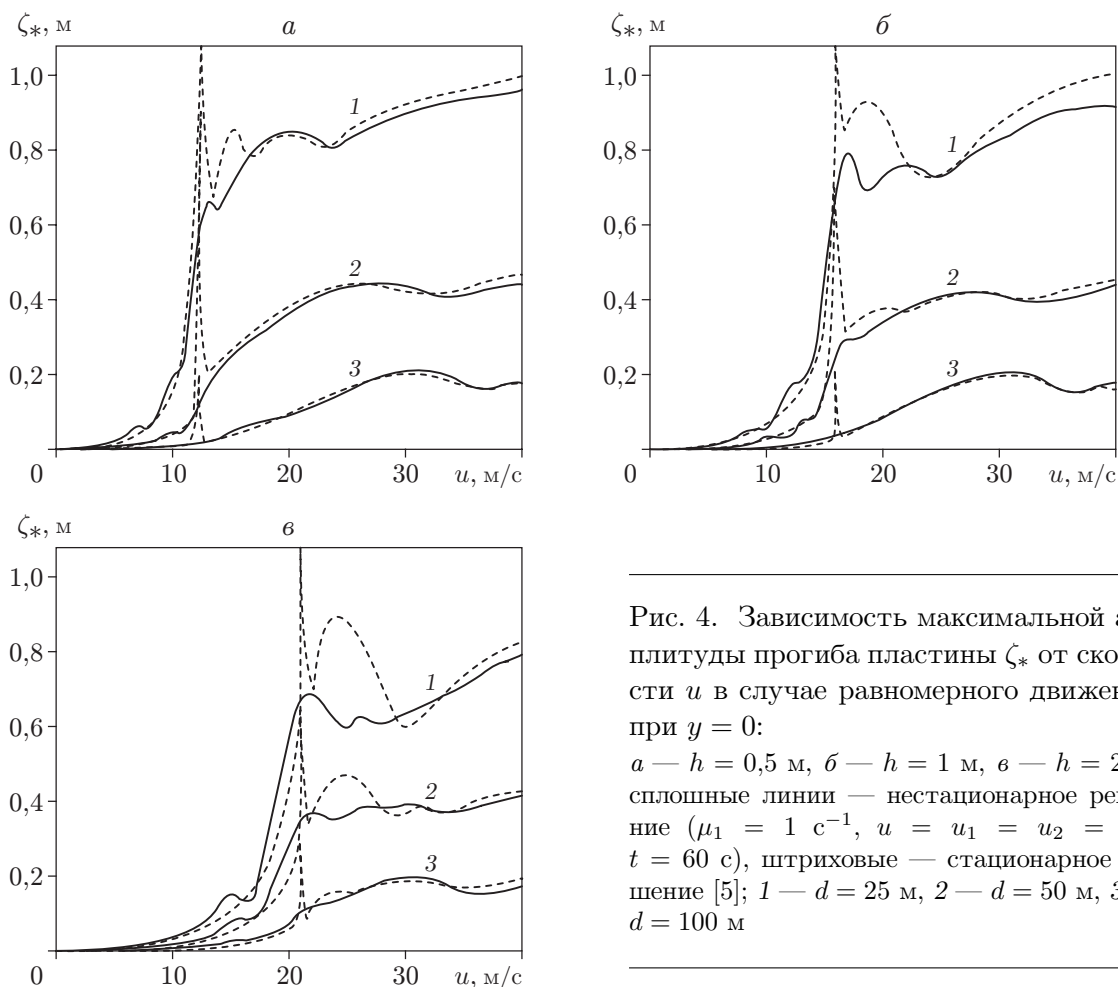 ζ*, м
а
1,0
0,8
0,6
0,4
0,2
0
10
20
30
u, м/с
1
2
3
ζ*, м
б
1,0
0,8
0,6
0,4
0,2
0
10
20
30
u, м/с
1
2
3
ζ*, м
в
1,0
0,8
0,6
0,4
0,2
0
10
20
30
u, м/с
1
2
3
Рис. 4. Зависимость максимальной а
плитуды прогиба пластины ζ* от ско
сти u в случае равномерного движен
при y = 0:
а — h = 0,5 м, б — h = 1 м, в — h = 2
сплошные линии — нестационарное реш
ние (μ₁ = 1 с⁻¹, u = u₁ = u₂ =
t = 60 с), штриховые — стационарное
шение [5]; 1 — d = 25 м, 2 — d = 50 м, 3
d = 100 м